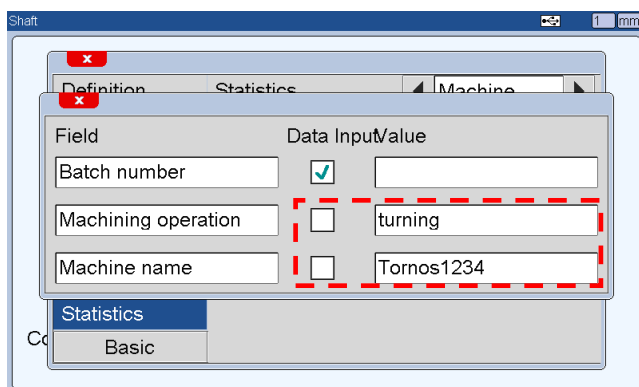 Shaft
1 mm
x
Definition Statistics Machine
x
Field Data Input Value
Batch number
Machining operation turning
Machine name Tornos1234
Statistics
Co
Basic